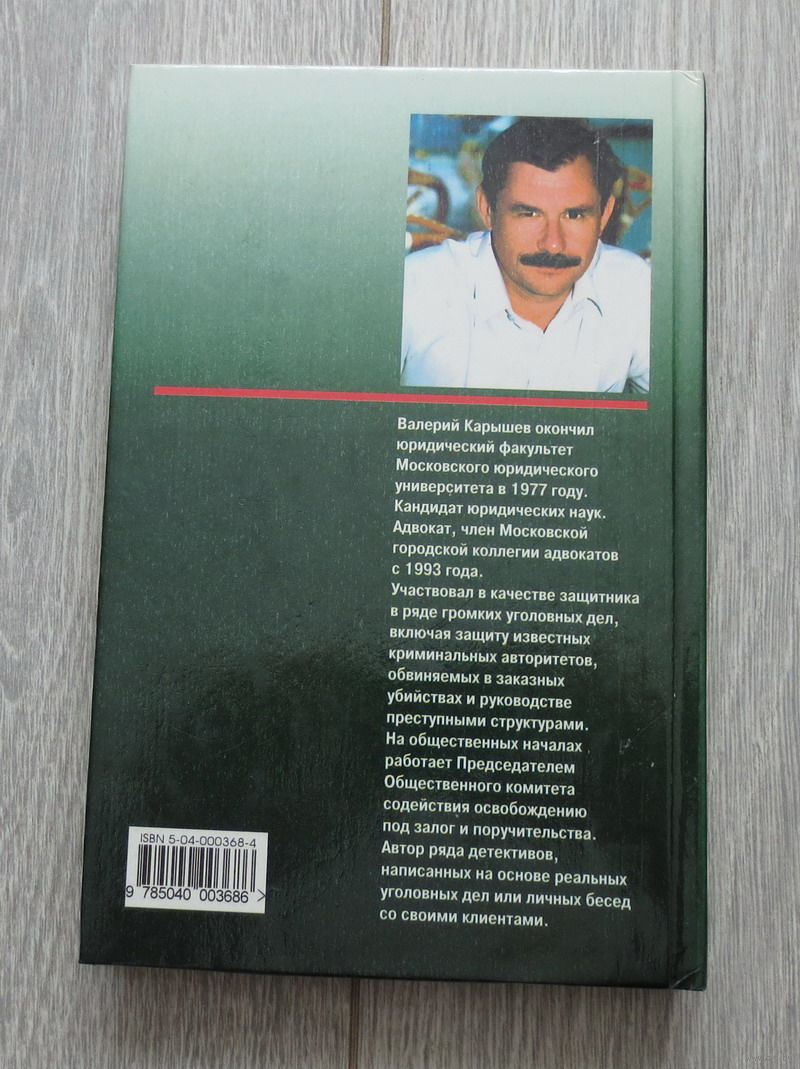 Валерий Карышев окончил
юридический факультет
Московского юридического
университета в 1977 году.
Кандидат юридических наук.
Адвокат, член Московской
городской коллегии адвокатов
с 1993 года.
Участвовал в качестве защитника
в ряде громких уголовных дел,
включая защиту известных
криминальных авторитетов,
обвиняемых в заказных
убийствах и руководстве
преступными структурами.
На общественных началах
работает Председателем
Общественного комитета
содействия освобождению
под залог и поручительства.
Автор ряда детективов,
написанных на основе реальных
уголовных дел или личных бесед
со своими клиентами.
ISBN 5-04-000368-4
9 785040 003686 >